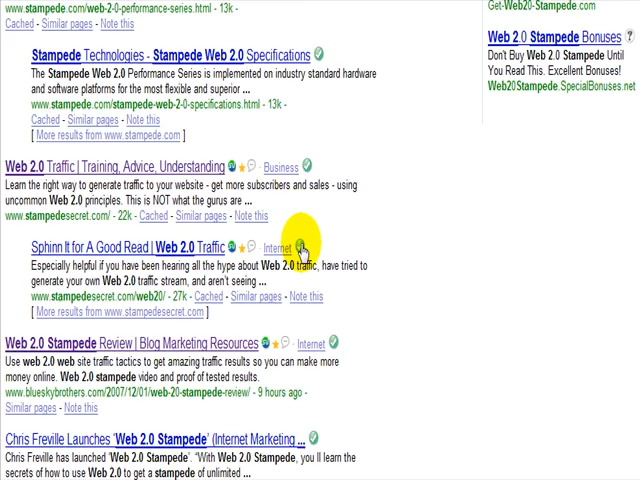 www.stampede.com/web-2-0-performance-series.html - 13k -
Cached - Similar pages - Note this
Stampede Technologies - Stampede Web 2.0 Specifications
The Stampede Web 2.0 Performance Series is implemented on industry standard hardware
and software platforms for the most flexible and superior ...
www.stampede.com/stampede-web-2-0-specifications.html - 13k -
Cached - Similar pages - Note this
[ More results from www.stampede.com ]
Web 2.0 Traffic | Training, Advice, Understanding - Business
Learn the right way to generate traffic to your website - get more subscribers and sales - using
uncommon Web 2.0 principles. This is NOT what the gurus are ...
www.stampedesecret.com/ - 22k - Cached - Similar pages - Note this
Sphinn It for A Good Read | Web 2.0 Traffic - Internet
Especially helpful if you have been hearing all the hype about Web 2.0 traffic, have tried to
generate your own Web 2.0 traffic stream, and aren't seeing ...
www.stampedesecret.com/web20/ - 27k - Cached - Similar pages - Note this
[ More results from www.stampedesecret.com ]
Web 2.0 Stampede Review | Blog Marketing Resources - Internet
Use web 2.0 web site traffic tactics to get amazing traffic results so you can make more
money online. Web 2.0 stampede video and proof of tested results.
www.blueskybrothers.com/2007/12/01/web-20-stampede-review/ - 9 hours ago -
Similar pages - Note this
Chris Freville Launches 'Web 2.0 Stampede' (Internet Marketing ...
Chris Freville has launched 'Web 2.0 Stampede'. "With Web 2.0 Stampede, you ll learn the
secrets of how to use Web 2.0 to get a stampede of unlimited ...
Get-Web20-Stampede.com
Web 2.0 Stampede Bonuses
Don't Buy Web 2.0 Stampede Until
You Read This. Excellent Bonuses!
Web20Stampede.SpecialBonuses.net